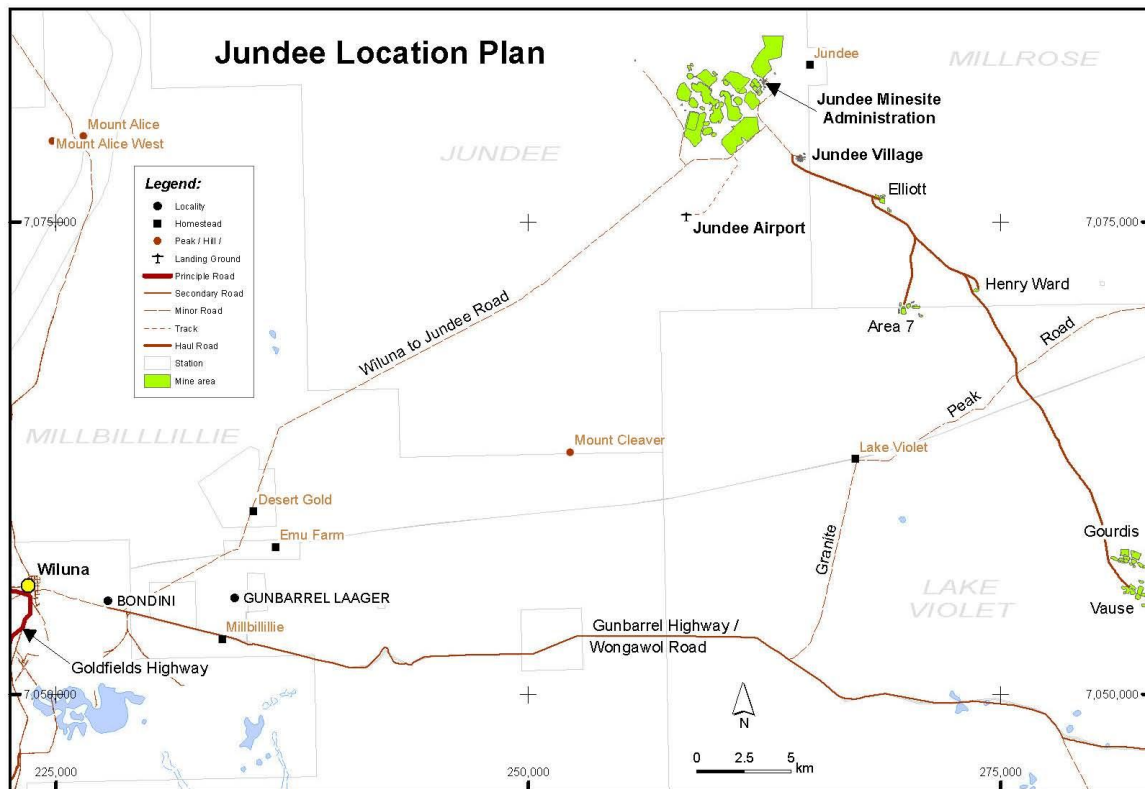 Jundee Location Plan
MILLROSE
Jundee
Jundee Minesite
Administration
Mount Alice
Mount Alice West
JUNDEE
Jundee Village
Elliott
Legend:
Locality
Homestead
Peak / Hill /
Landing Ground
Principle Road
Secondary Road
Minor Road
Track
Haul Road
Station
Mine area
7,075,000
7,075,000
Jundee Airport
Henry Ward
Area 7
Wiluna to Jundee Road
Road
Peak
MILLBILLLILLIE
Mount Cleaver
Lake Violet
Desert Gold
Emu Farm
Gourdis
Granite
Wiluna
BONDINI
GUNBARREL LAAGER
LAKE
VIOLET
Vause
Millbillillie
Gunbarrel Highway /
Wongawol Road
Goldfields Highway
7,050,000
7,050,000
N
0 2.5 5
km
225,000
250,000
275,000